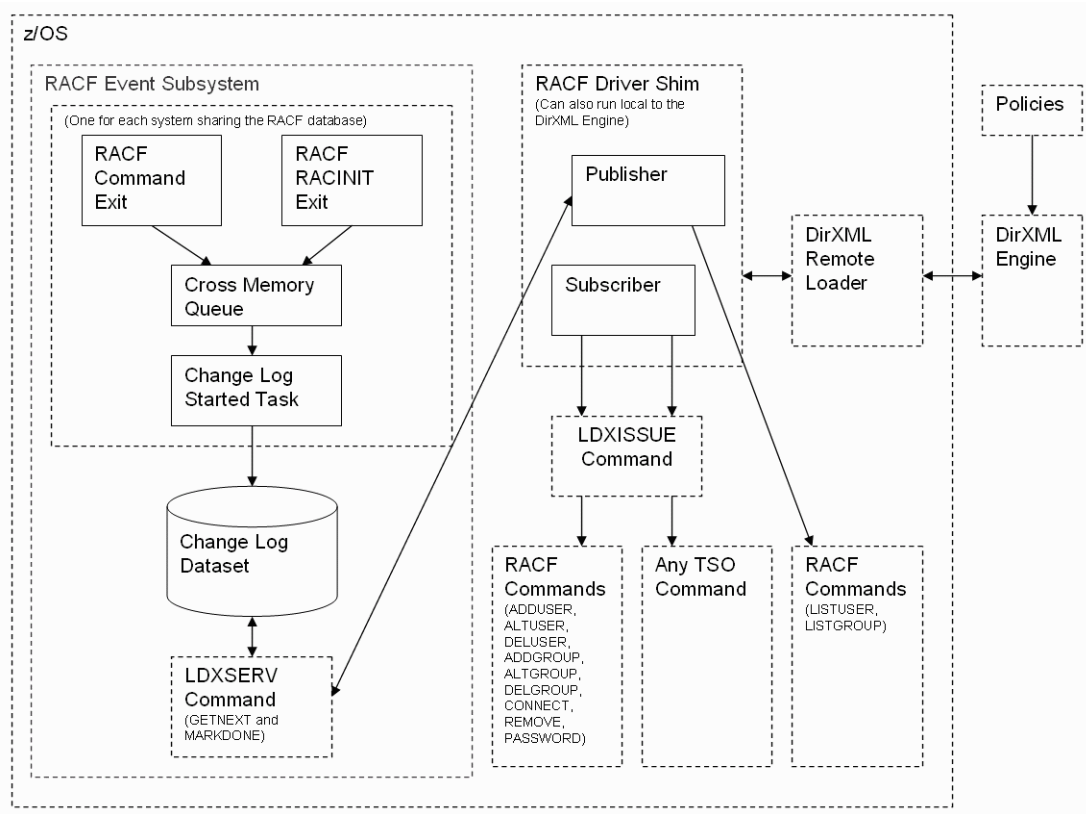 z/OS
RACF Event Subsystem
(One for each system sharing the RACF database)
RACF
Command
Exit
RACF
RACINIT
Exit
Cross Memory
Queue
Change Log
Started Task
Change Log
Dataset
LDXSERV
Command
(GETNEXT and
MARKDONE)
RACF Driver Shim
(Can also run local to the
DirXML Engine)
Publisher
Subscriber
LDXISSUE
Command
RACF
Commands
(ADDUSER,
ALTUSER,
DELUSER,
ADDGROUP,
ALTGROUP,
DELGROUP,
CONNECT,
REMOVE,
PASSWORD)
Any TSO
Command
RACF
Commands
(LISTUSER,
LISTGROUP)
DirXML
Remote
Loader
Policies
DirXML
Engine